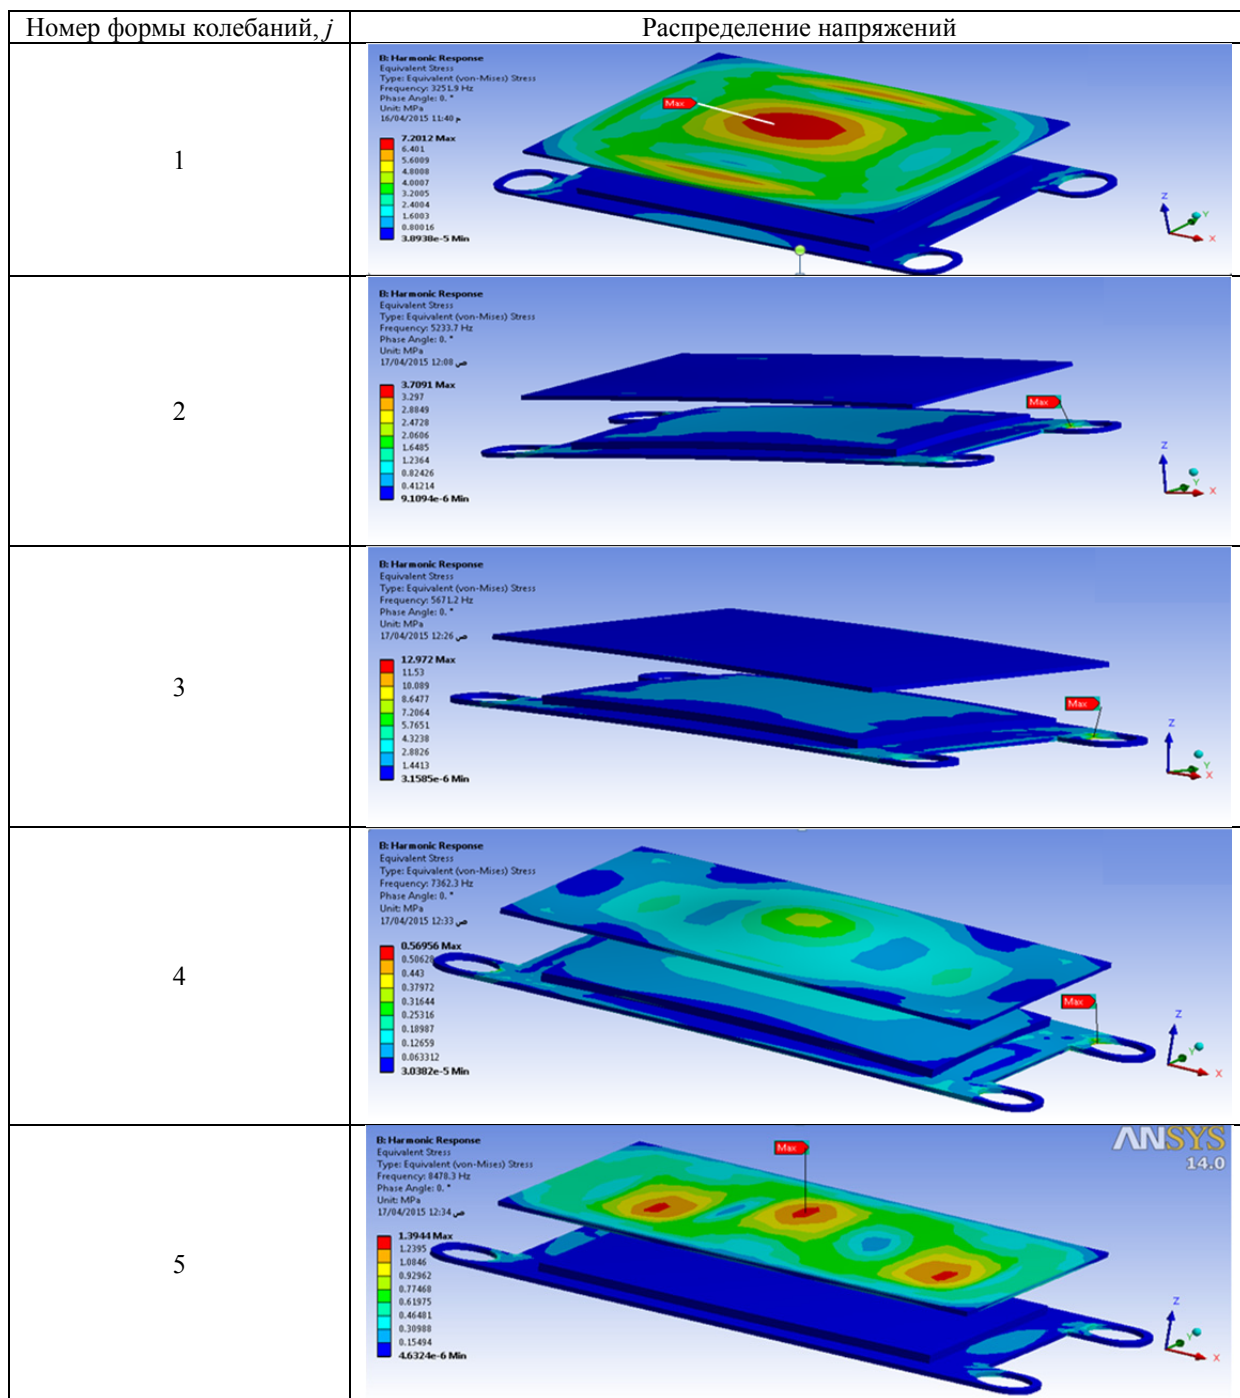 Номер формы колебаний, j
Распределение напряжений
1
B: Harmonic Response
Equivalent Stress
Type: Equivalent (von-Mises) Stress
Frequency: 3251.9 Hz
Phase Angle: 0. °
Unit: MPa
16/04/2015 11:40 م
7.2012 Max
6.401
5.6009
4.8008
4.0007
3.2005
2.4004
1.6003
0.80016
3.8938e-5 Min
Max
Z
Y
X
2
B: Harmonic Response
Equivalent Stress
Type: Equivalent (von-Mises) Stress
Frequency: 5233.7 Hz
Phase Angle: 0. °
Unit: MPa
17/04/2015 12:08 ص
3.7091 Max
3.297
2.8849
2.4728
2.0606
1.6485
1.2364
0.82426
0.41214
9.1094e-6 Min
Max
Z
Y
X
3
B: Harmonic Response
Equivalent Stress
Type: Equivalent (von-Mises) Stress
Frequency: 5671.2 Hz
Phase Angle: 0. °
Unit: MPa
17/04/2015 12:26 ص
12.972 Max
11.53
10.089
8.6477
7.2064
5.7651
4.3238
2.8826
1.4413
3.1585e-6 Min
Max
Z
Y
X
4
B: Harmonic Response
Equivalent Stress
Type: Equivalent (von-Mises) Stress
Frequency: 7362.3 Hz
Phase Angle: 0. °
Unit: MPa
17/04/2015 12:33 ص
0.56956 Max
0.50628
0.443
0.37972
0.31644
0.25316
0.18987
0.12659
0.063312
3.0382e-5 Min
Max
Z
Y
X
5
B: Harmonic Response
Equivalent Stress
Type: Equivalent (von-Mises) Stress
Frequency: 8478.3 Hz
Phase Angle: 0. °
Unit: MPa
17/04/2015 12:34 ص
1.3944 Max
1.2395
1.0846
0.92962
0.77468
0.61975
0.46481
0.30988
0.15494
4.6324e-6 Min
Max
ANSYS
14.0
Z
Y
X